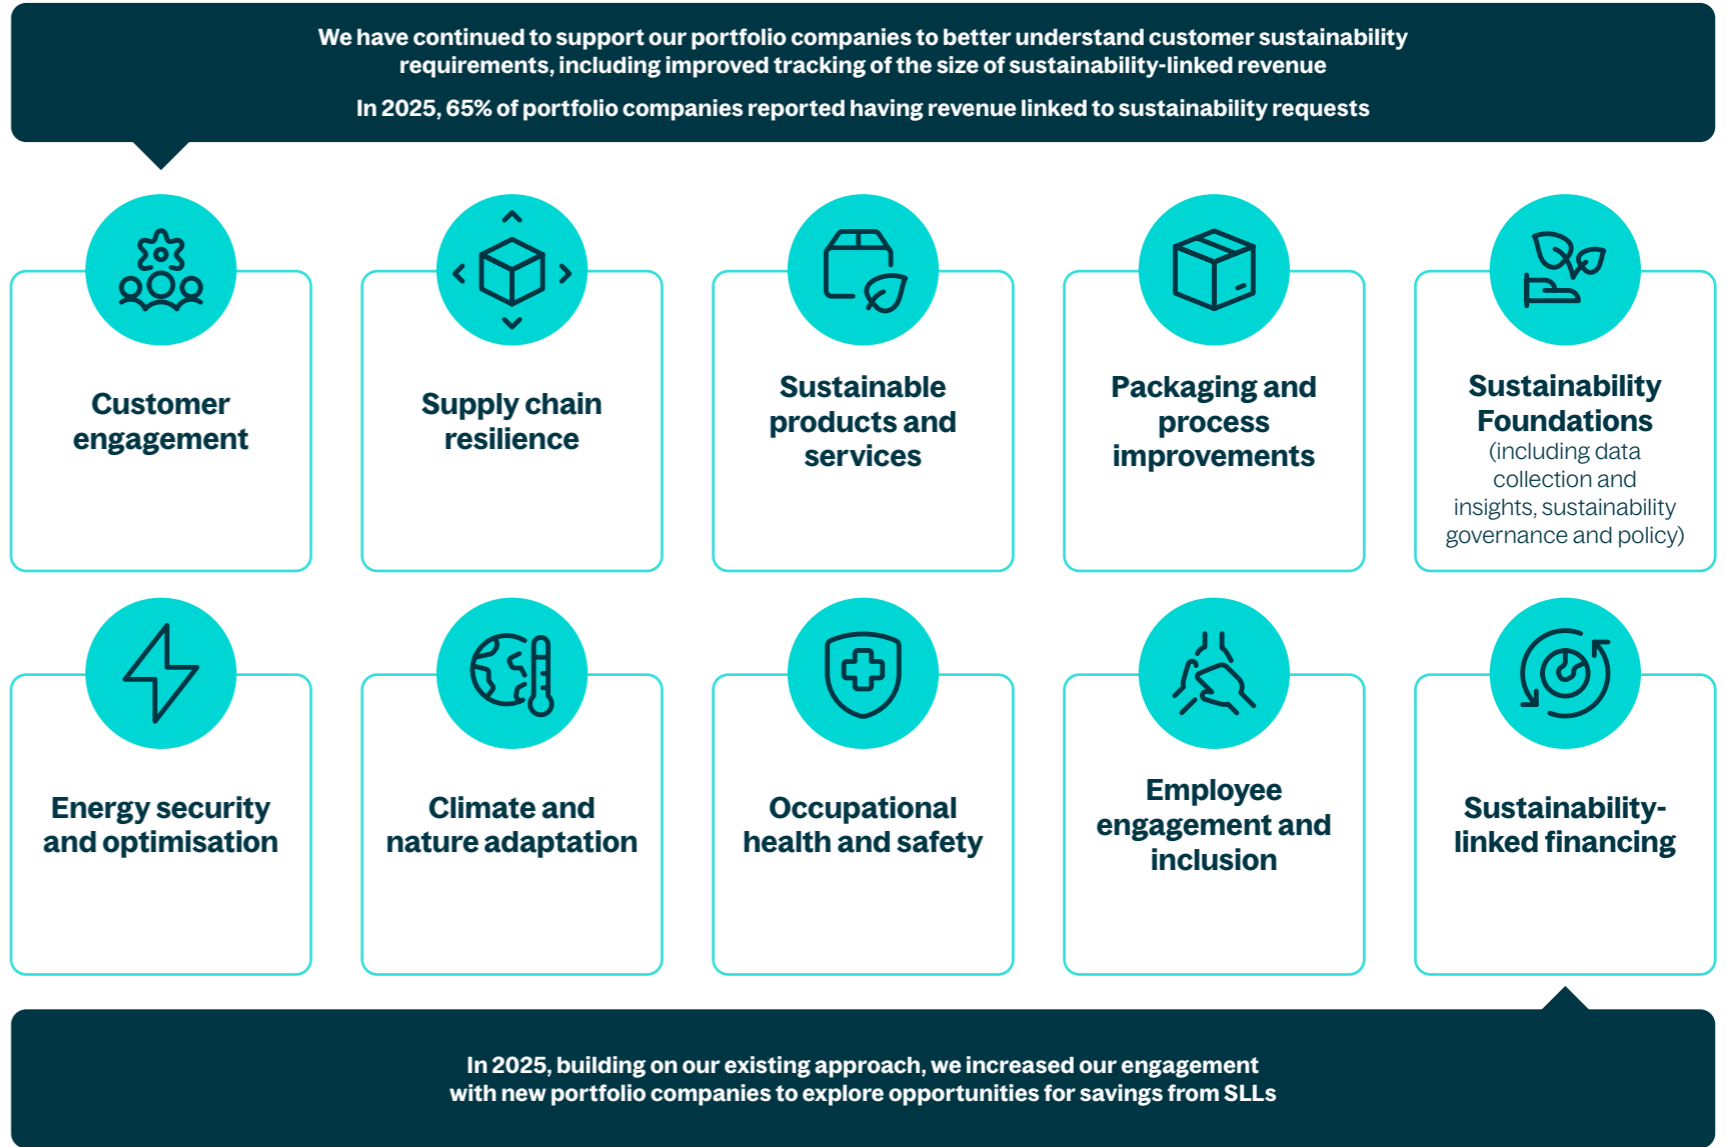 We have continued to support our portfolio companies to better understand customer sustainability
requirements, including improved tracking of the size of sustainability-linked revenue
In 2025, 65% of portfolio companies reported having revenue linked to sustainability requests
Customer
engagement
Supply chain
resilience
Sustainable
products and
services
Packaging and
process
improvements
Sustainability
Foundations
(including data
collection and
insights, sustainability
governance and policy)
Energy security
and optimisation
Climate and
nature adaptation
Occupational
health and safety
Employee
engagement and
inclusion
Sustainability-
linked financing
In 2025, building on our existing approach, we increased our engagement
with new portfolio companies to explore opportunities for savings from SLLs